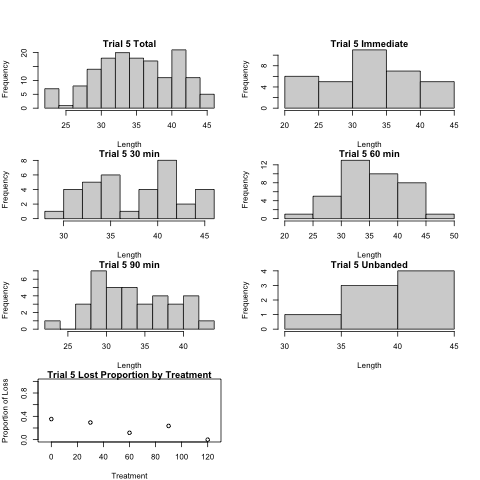 Trial 5 Total
Frequency
0 5 10 20
25 30 35 40 45
Length
Trial 5 Immediate
Frequency
0 4 8
20 25 30 35 40 45
Length
Trial 5 30 min
Frequency
0 2 4 6 8
30 35 40 45
Length
Trial 5 60 min
Frequency
0 4 8 12
20 25 30 35 40 45 50
Length
Trial 5 90 min
Frequency
0 2 4 6
25 30 35 40
Length
Trial 5 Unbanded
Frequency
0 1 2 3 4
30 35 40 45
Length
Trial 5 Lost Proportion by Treatment
Proportion of Loss
0.0 0.4 0.8
0 20 40 60 80 100 120
Treatment